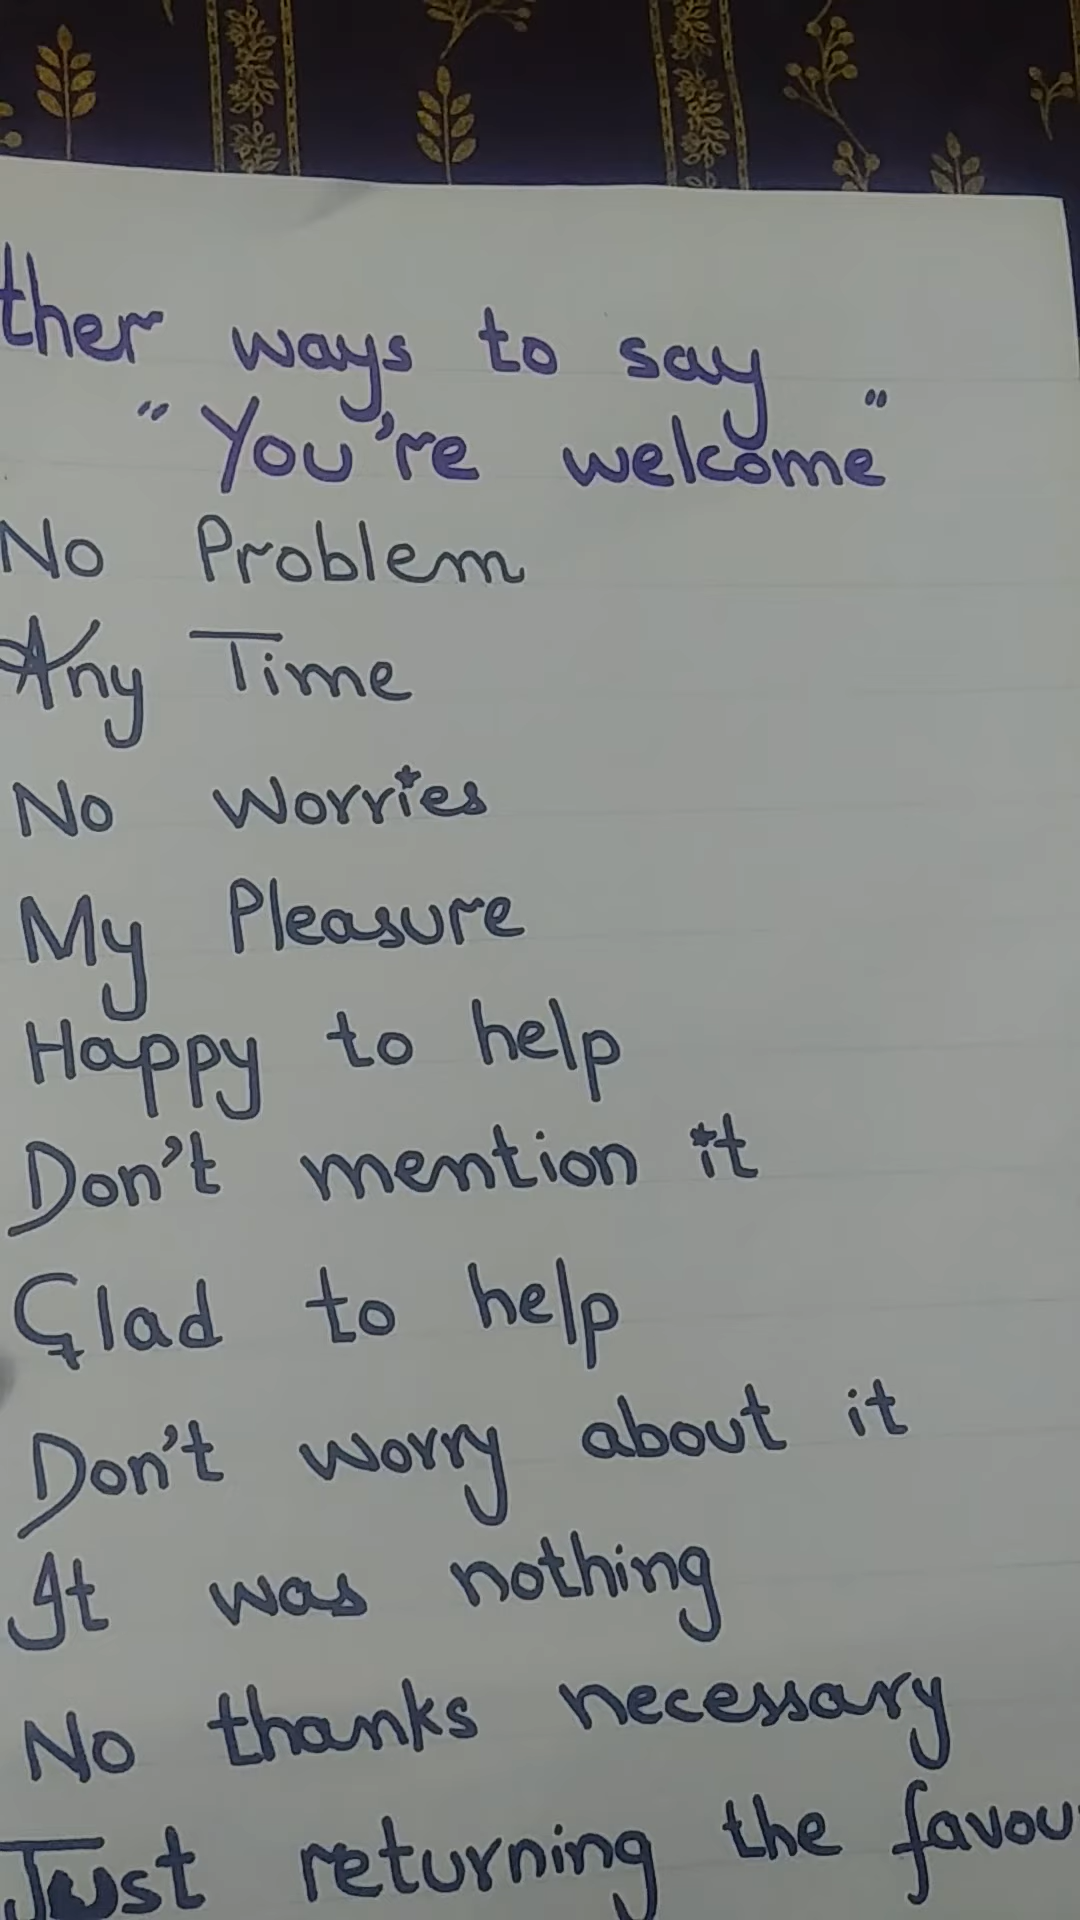 ther ways to say
"You're welcome"
No Problem
Any Time
No Worries
My Pleasure
Happy to help
Don't mention it
Glad to help
Don't worry about it
It was nothing
No thanks necessary
Just returning the favou